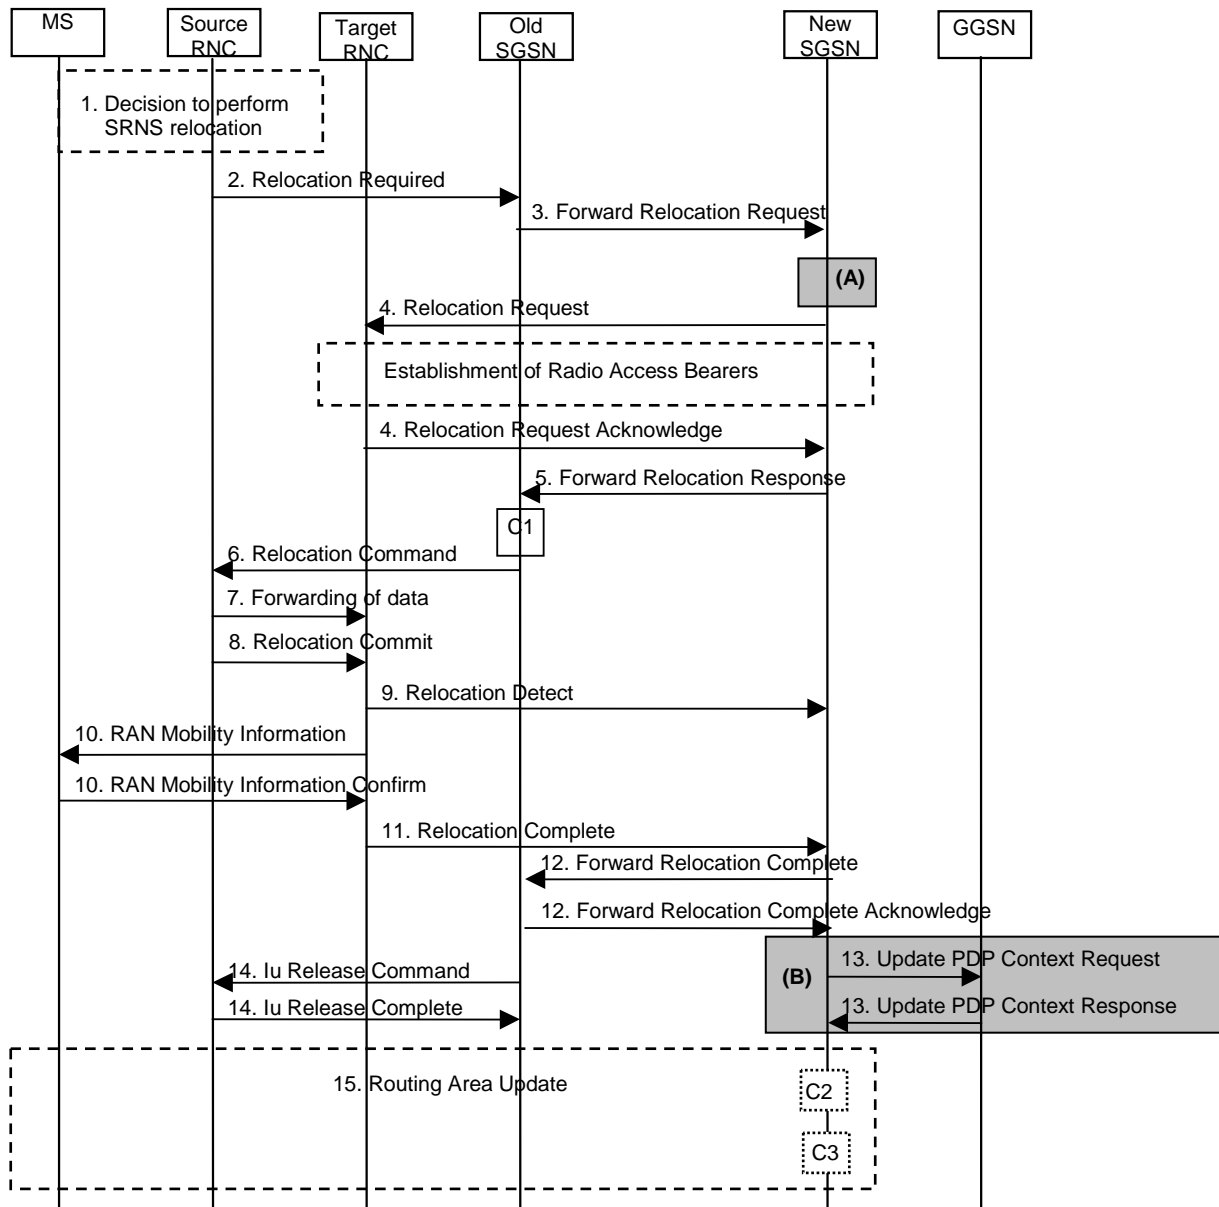 MS
Source
RNC
Target
RNC
Old
SGSN
New
SGSN
GGSN
1. Decision to perform
SRNS relocation
2. Relocation Required
3. Forward Relocation Request
(A)
4. Relocation Request
Establishment of Radio Access Bearers
4. Relocation Request Acknowledge
5. Forward Relocation Response
C1
6. Relocation Command
7. Forwarding of data
8. Relocation Commit
9. Relocation Detect
10. RAN Mobility Information
10. RAN Mobility Information Confirm
11. Relocation Complete
12. Forward Relocation Complete
12. Forward Relocation Complete Acknowledge
(B)
13. Update PDP Context Request
14. Iu Release Command
13. Update PDP Context Response
14. Iu Release Complete
15. Routing Area Update
C2
C3